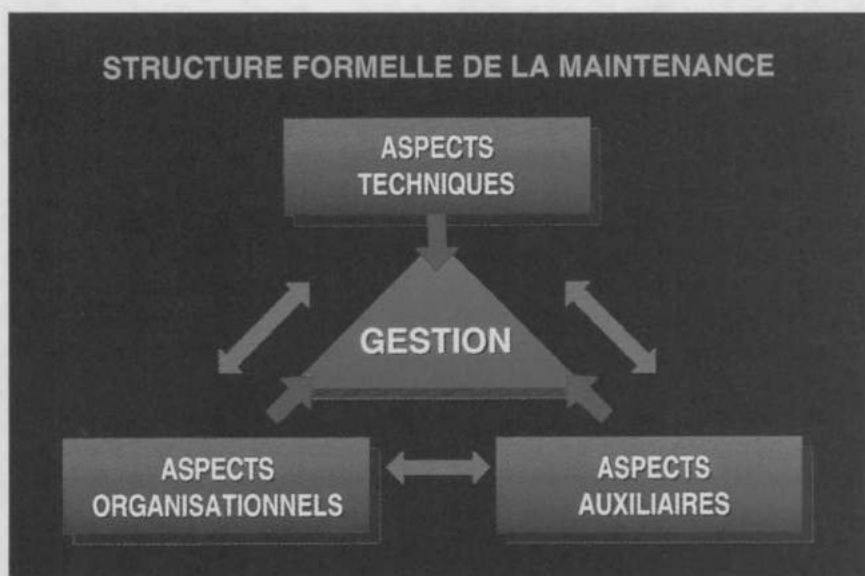 STRUCTURE FORMELLE DE LA MAINTENANCE
ASPECTS
TECHNIQUES
GESTION
ASPECTS
ORGANISATIONNELS
ASPECTS
AUXILIAIRES